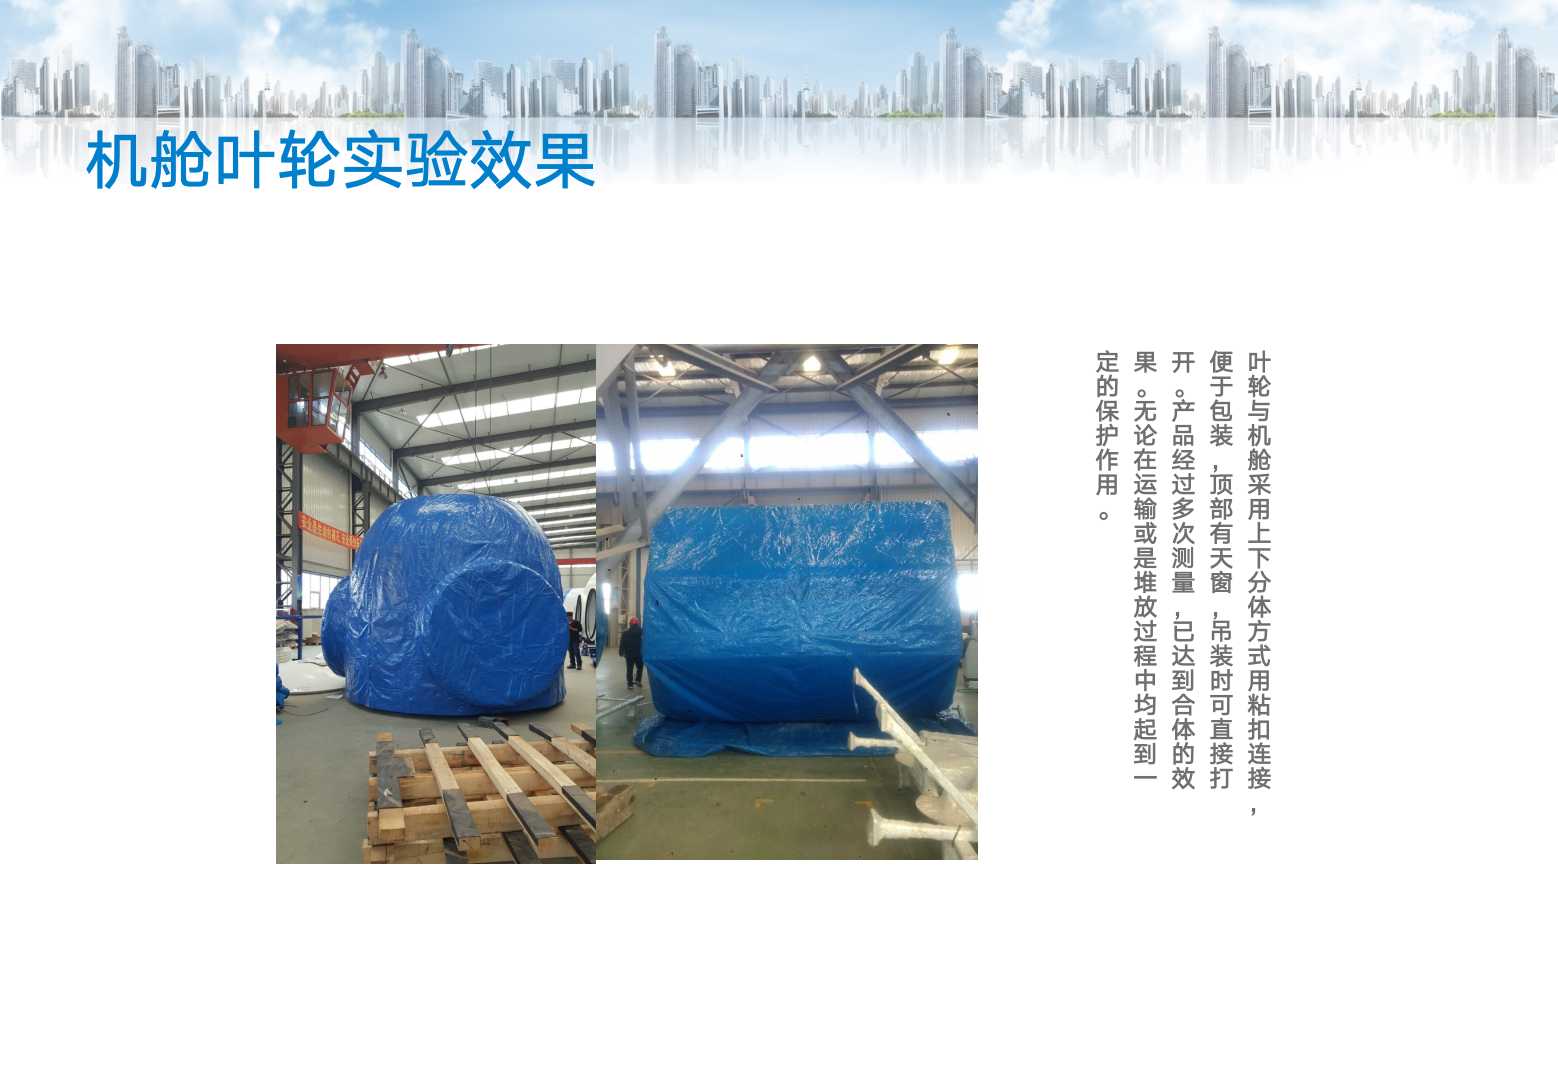 机舱叶轮实验效果
叶轮与机舱采用上下分体方式用粘扣连接，
便于包装，顶部有天窗，吊装时可直接打
开。产品经过多次测量，已达到合体的效
果。无论在运输或是堆放过程中均起到一
定的保护作用。